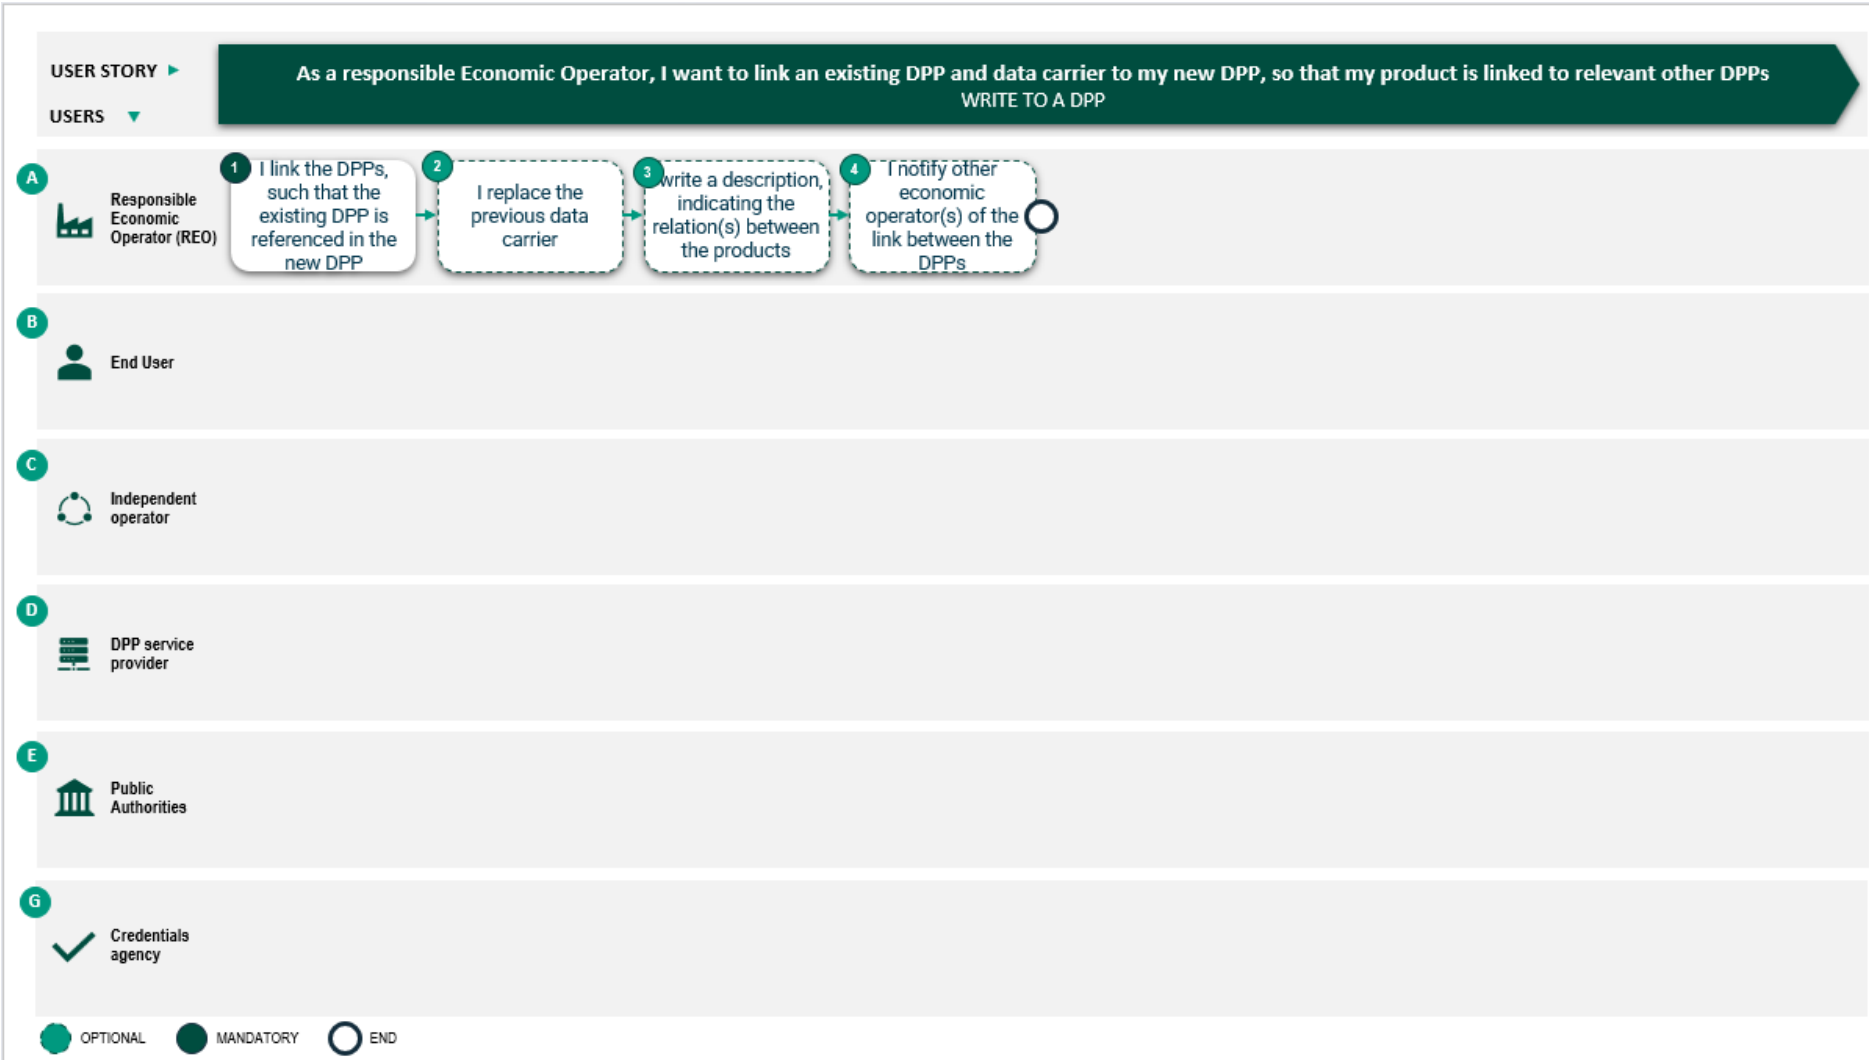 USER STORY
As a responsible Economic Operator, I want to link an existing DPP and data carrier to my new DPP, so that my product is linked to relevant other DPPs
WRITE TO A DPP
USERS
A
Responsible
Economic
Operator (REO)
1
I link the DPPs,
such that the
existing DPP is
referenced in the
new DPP
2
I replace the
previous data
carrier
3
write a description,
indicating the
relation(s) between
the products
4
I notify other
economic
operator(s) of the
link between the
DPPs
B
End User
C
Independent
operator
D
DPP service
provider
E
Public
Authorities
G
Credentials
agency
OPTIONAL
MANDATORY
END